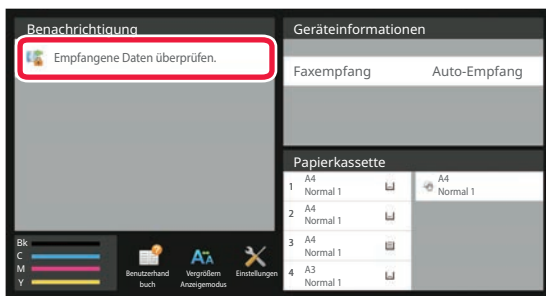 Benachrichtigung
Empfangene Daten überprüfen.
Geräteinformationen
Faxempfang Auto-Empfang
Papierkassette
1 A4
Normal 1
A4
Normal 1
2 A4
Normal 1
3 A4
Normal 1
4 A3
Normal 1
Bk
C
M
Y
Benutzerhand
buch
Vergrößern
Anzeigemodus
Einstellungen